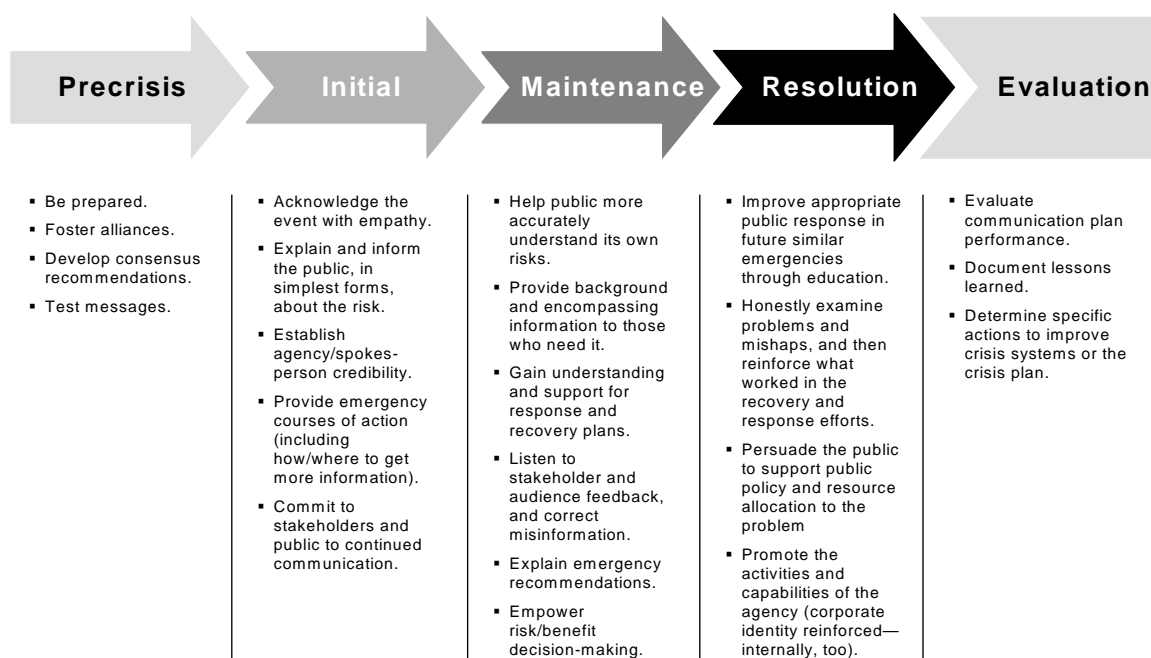 Precrisis
Initial
Maintenance
Resolution
Evaluation
▪ Be prepared.
▪ Foster alliances.
▪ Develop consensus
recommendations.
▪ Test messages.
▪ Acknowledge the
event with empathy.
▪ Explain and inform
the public, in
simplest forms,
about the risk.
▪ Establish
agency/spokes-
person credibility.
▪ Provide emergency
courses of action
(including
how/where to get
more information).
▪ Commit to
stakeholders and
public to continued
communication.
▪ Help public more
accurately
understand its own
risks.
▪ Provide background
and encompassing
information to those
who need it.
▪ Gain understanding
and support for
response and
recovery plans.
▪ Listen to
stakeholder and
audience feedback,
and correct
misinformation.
▪ Explain emergency
recommendations.
▪ Empower
risk/benefit
decision-making.
▪ Improve appropriate
public response in
future similar
emergencies
through education.
▪ Honestly examine
problems and
mishaps, and then
reinforce what
worked in the
recovery and
response efforts.
▪ Persuade the public
to support public
policy and resource
allocation to the
problem
▪ Promote the
activities and
capabilities of the
agency (corporate
identity reinforced—
internally, too).
▪ Evaluate
communication plan
performance.
▪ Document lessons
learned.
▪ Determine specific
actions to improve
crisis systems or the
crisis plan.